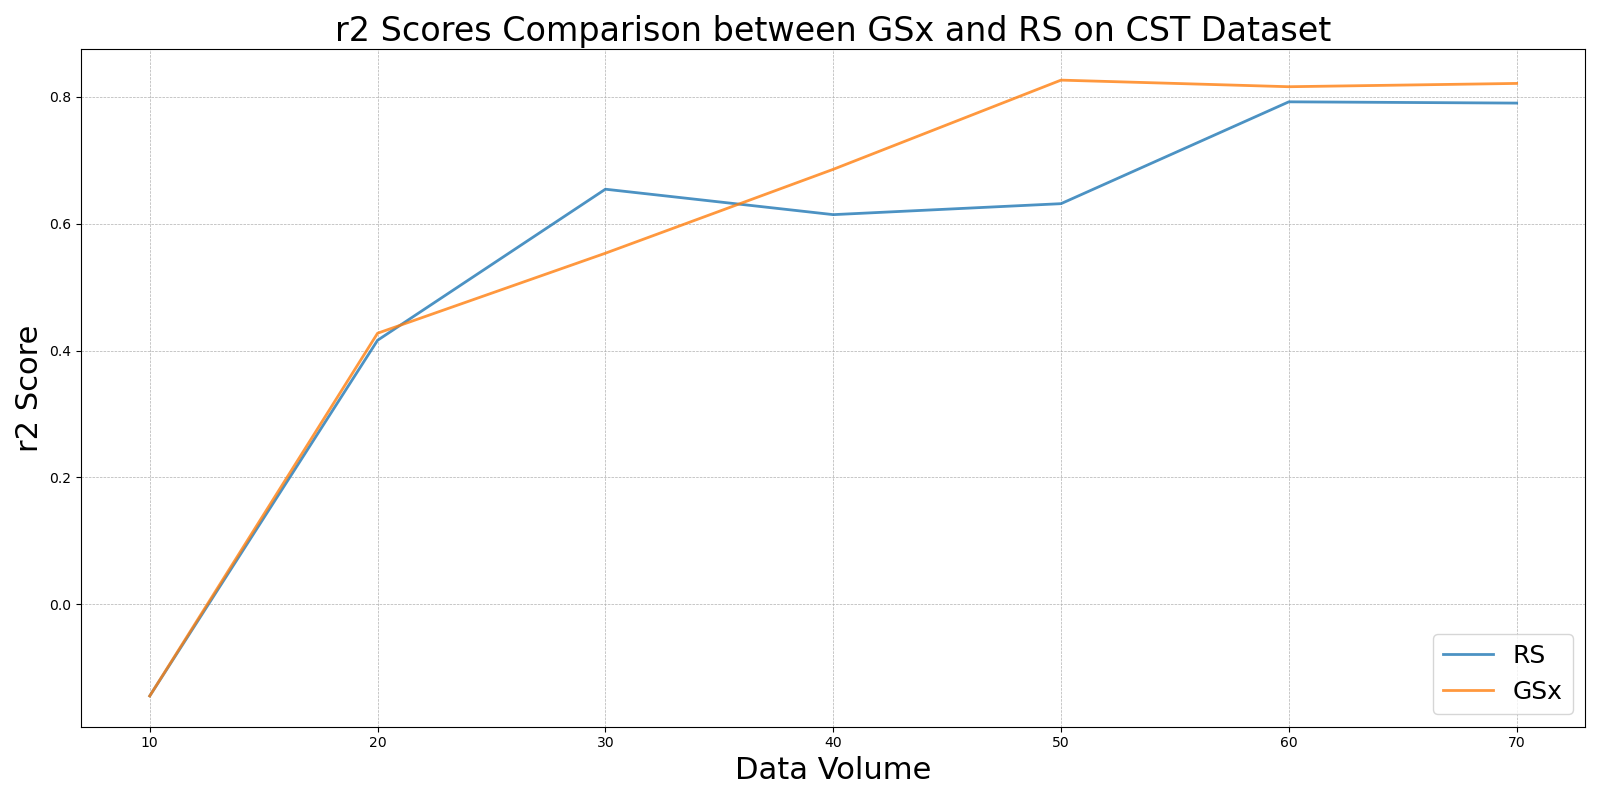 r2 Scores Comparison between GSx and RS on CST Dataset
r2 Score
0.8
0.6
0.4
0.2
0.0
10 20 30 40 50 60 70
Data Volume
RS
GSx